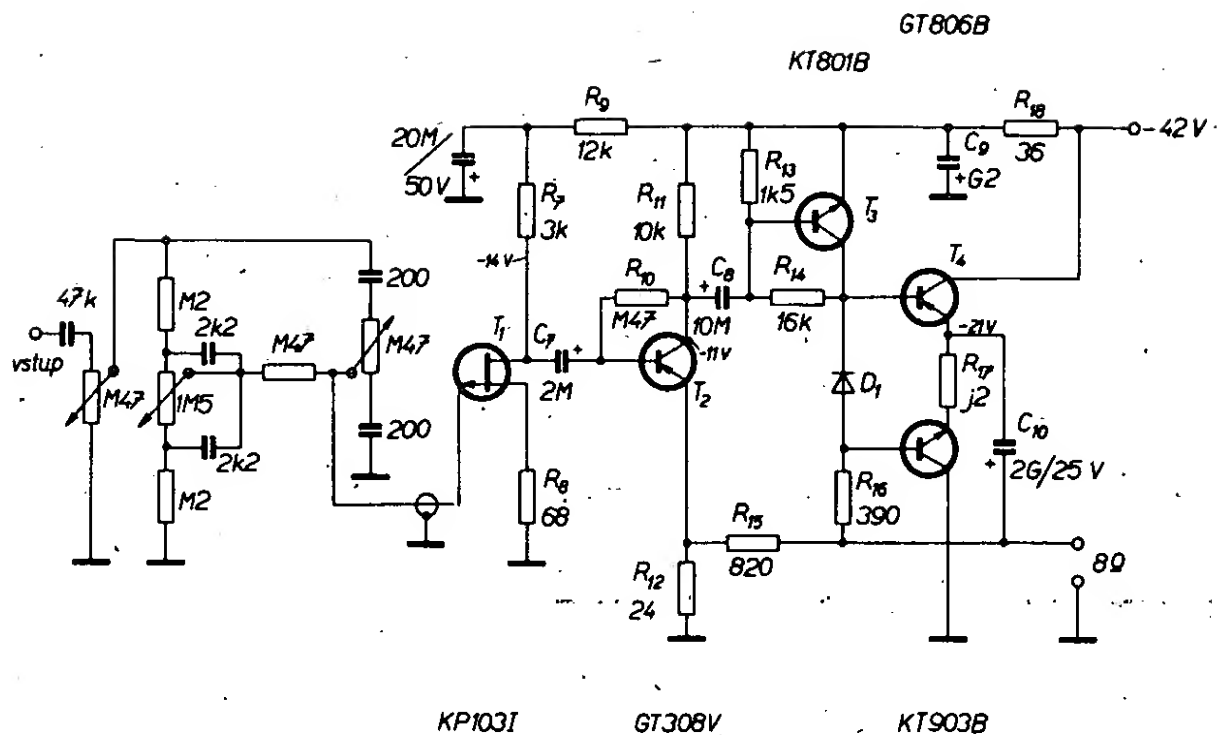 GT806B
KT801B
R9
12k
R18
36
-42V
20M
50V
+
R7
3k
R11
10k
R13
1k5
C9
+ G2
T3
-14V
R10
M47
C8
+
10M
R14
16k
T4
-21V
47k
vstup
M47
M2
2k2
1M5
2k2
M2
M47
200
M47
200
T1
C7
+
2M
-11V
T2
D1
R17
j2
C10
+
2G/25V
R8
68
R16
390
R15
820
R12
24
8Ω
KP103I
GT308V
KT903B